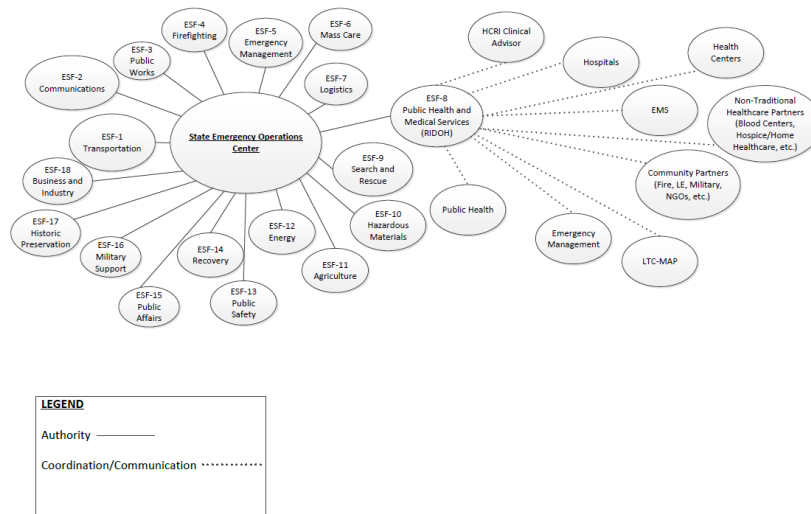 ESF-4
Firefighting
ESF-5
Emergency
Management
ESF-6
Mass Care
ESF-3
Public
Works
ESF-2
Communications
ESF-7
Logistics
State Emergency Operations
Center
ESF-1
Transportation
ESF-18
Business and
Industry
ESF-17
Historic
Preservation
ESF-16
Military
Support
ESF-15
Public
Affairs
ESF-14
Recovery
ESF-13
Public
Safety
ESF-12
Energy
ESF-11
Agriculture
ESF-10
Hazardous
Materials
ESF-9
Search and
Rescue
ESF-8
Public Health and
Medical Services
(RIDOH)
HCRI Clinical
Advisor
Hospitals
Health
Centers
EMS
Non-Traditional
Healthcare Partners
(Blood Centers,
Hospice/Home
Healthcare, etc.)
Community Partners
(Fire, LE, Military,
NGOs, etc.)
LTC-MAP
Emergency
Management
Public Health
LEGEND
Authority
Coordination/Communication